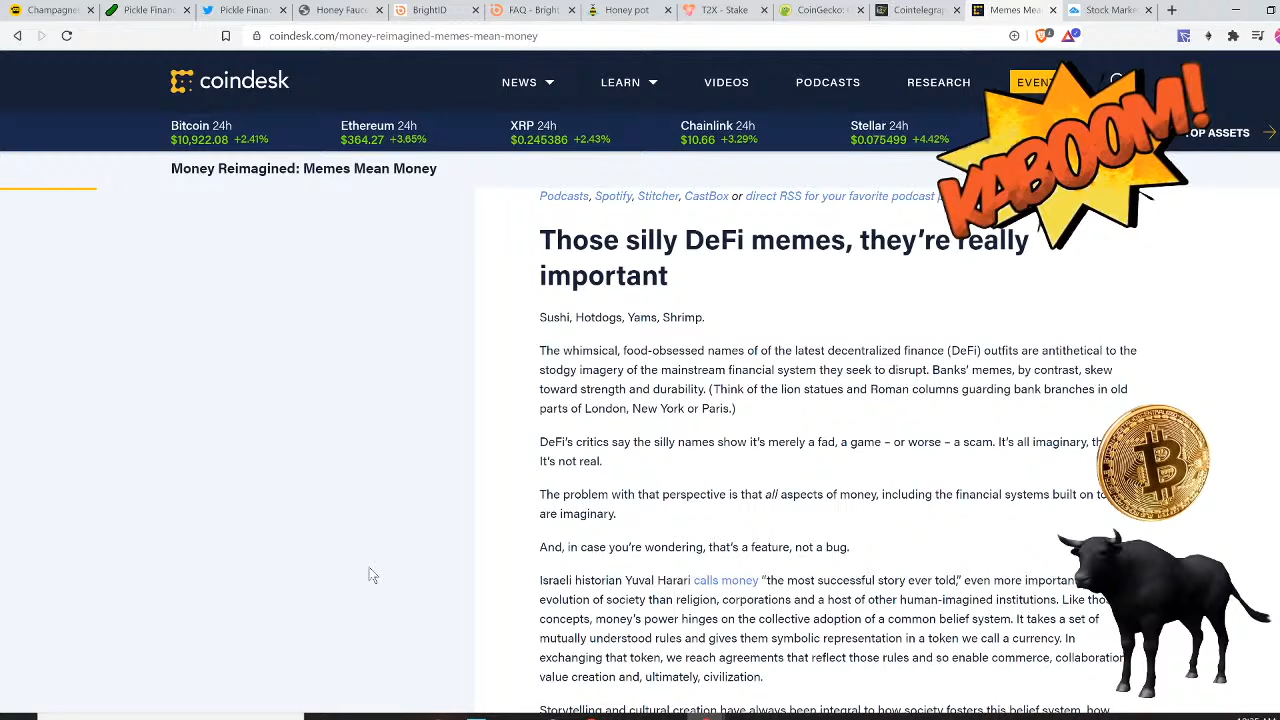 Champagne
Pickle Finan
Pickle Finan
Honey Fauc
BrightID
FAQ - Bright
Honey pot
T2X - Stake
CoinGecko:
Cointelegra
Memes Mea
Stock Marke
coindesk.com/money-reimagined-memes-mean-money
coindesk
NEWS LEARN VIDEOS PODCASTS RESEARCH EVEN
KABOOM!
Bitcoin 24h Ethereum 24h XRP 24h Chainlink 24h Stellar 24h
$10,922.08 +2.41% $364.27 +3.65% $0.245386 +2.43% $10.66 +3.29% $0.075499 +4.42%
TOP ASSETS
Money Reimagined: Memes Mean Money
Podcasts, Spotify, Stitcher, CastBox or direct RSS for your favorite podcast
Those silly DeFi memes, they're really
important
Sushi, Hotdogs, Yams, Shrimp.
The whimsical, food-obsessed names of of the latest decentralized finance (DeFi) outfits are antithetical to the
stodgy imagery of the mainstream financial system they seek to disrupt. Banks' memes, by contrast, skew
toward strength and durability. (Think of the lion statues and Roman columns guarding bank branches in old
parts of London, New York or Paris.)
DeFi's critics say the silly names show it's merely a fad, a game – or worse – a scam. It's all imaginary, th
It's not real.
The problem with that perspective is that all aspects of money, including the financial systems built on to
are imaginary.
And, in case you're wondering, that's a feature, not a bug.
Israeli historian Yuval Harari calls money "the most successful story ever told," even more important
evolution of society than religion, corporations and a host of other human-imagined institutions. Like tho
concepts, money's power hinges on the collective adoption of a common belief system. It takes a set of
mutually understood rules and gives them symbolic representation in a token we call a currency. In
exchanging that token, we reach agreements that reflect those rules and so enable commerce, collaboration
value creation and, ultimately, civilization.
Storytelling and cultural creation have always been integral to how society fosters this belief system, how